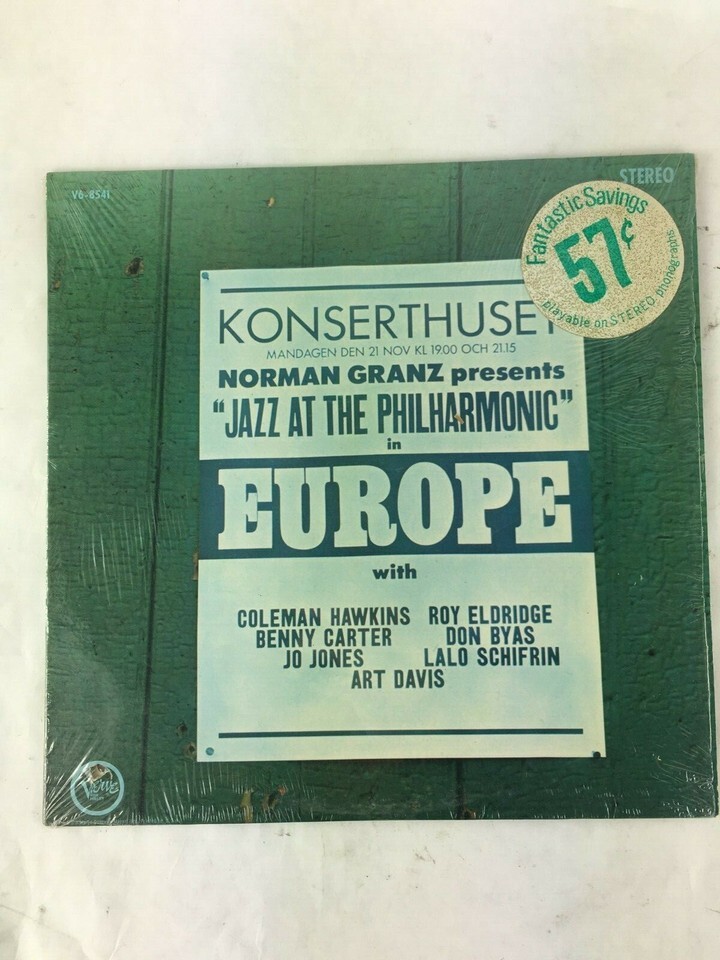 V6-8541
STEREO
Fantastic Savings
57¢
playable on STEREO phonographs
KONSERTHUSET
MANDAGEN DEN 21 NOV KL 19.00 OCH 21.15
NORMAN GRANZ presents
"JAZZ AT THE PHILHARMONIC"
in
EUROPE
with
COLEMAN HAWKINS ROY ELDRIDGE
BENNY CARTER DON BYAS
JO JONES LALO SCHIFRIN
ART DAVIS
Verve